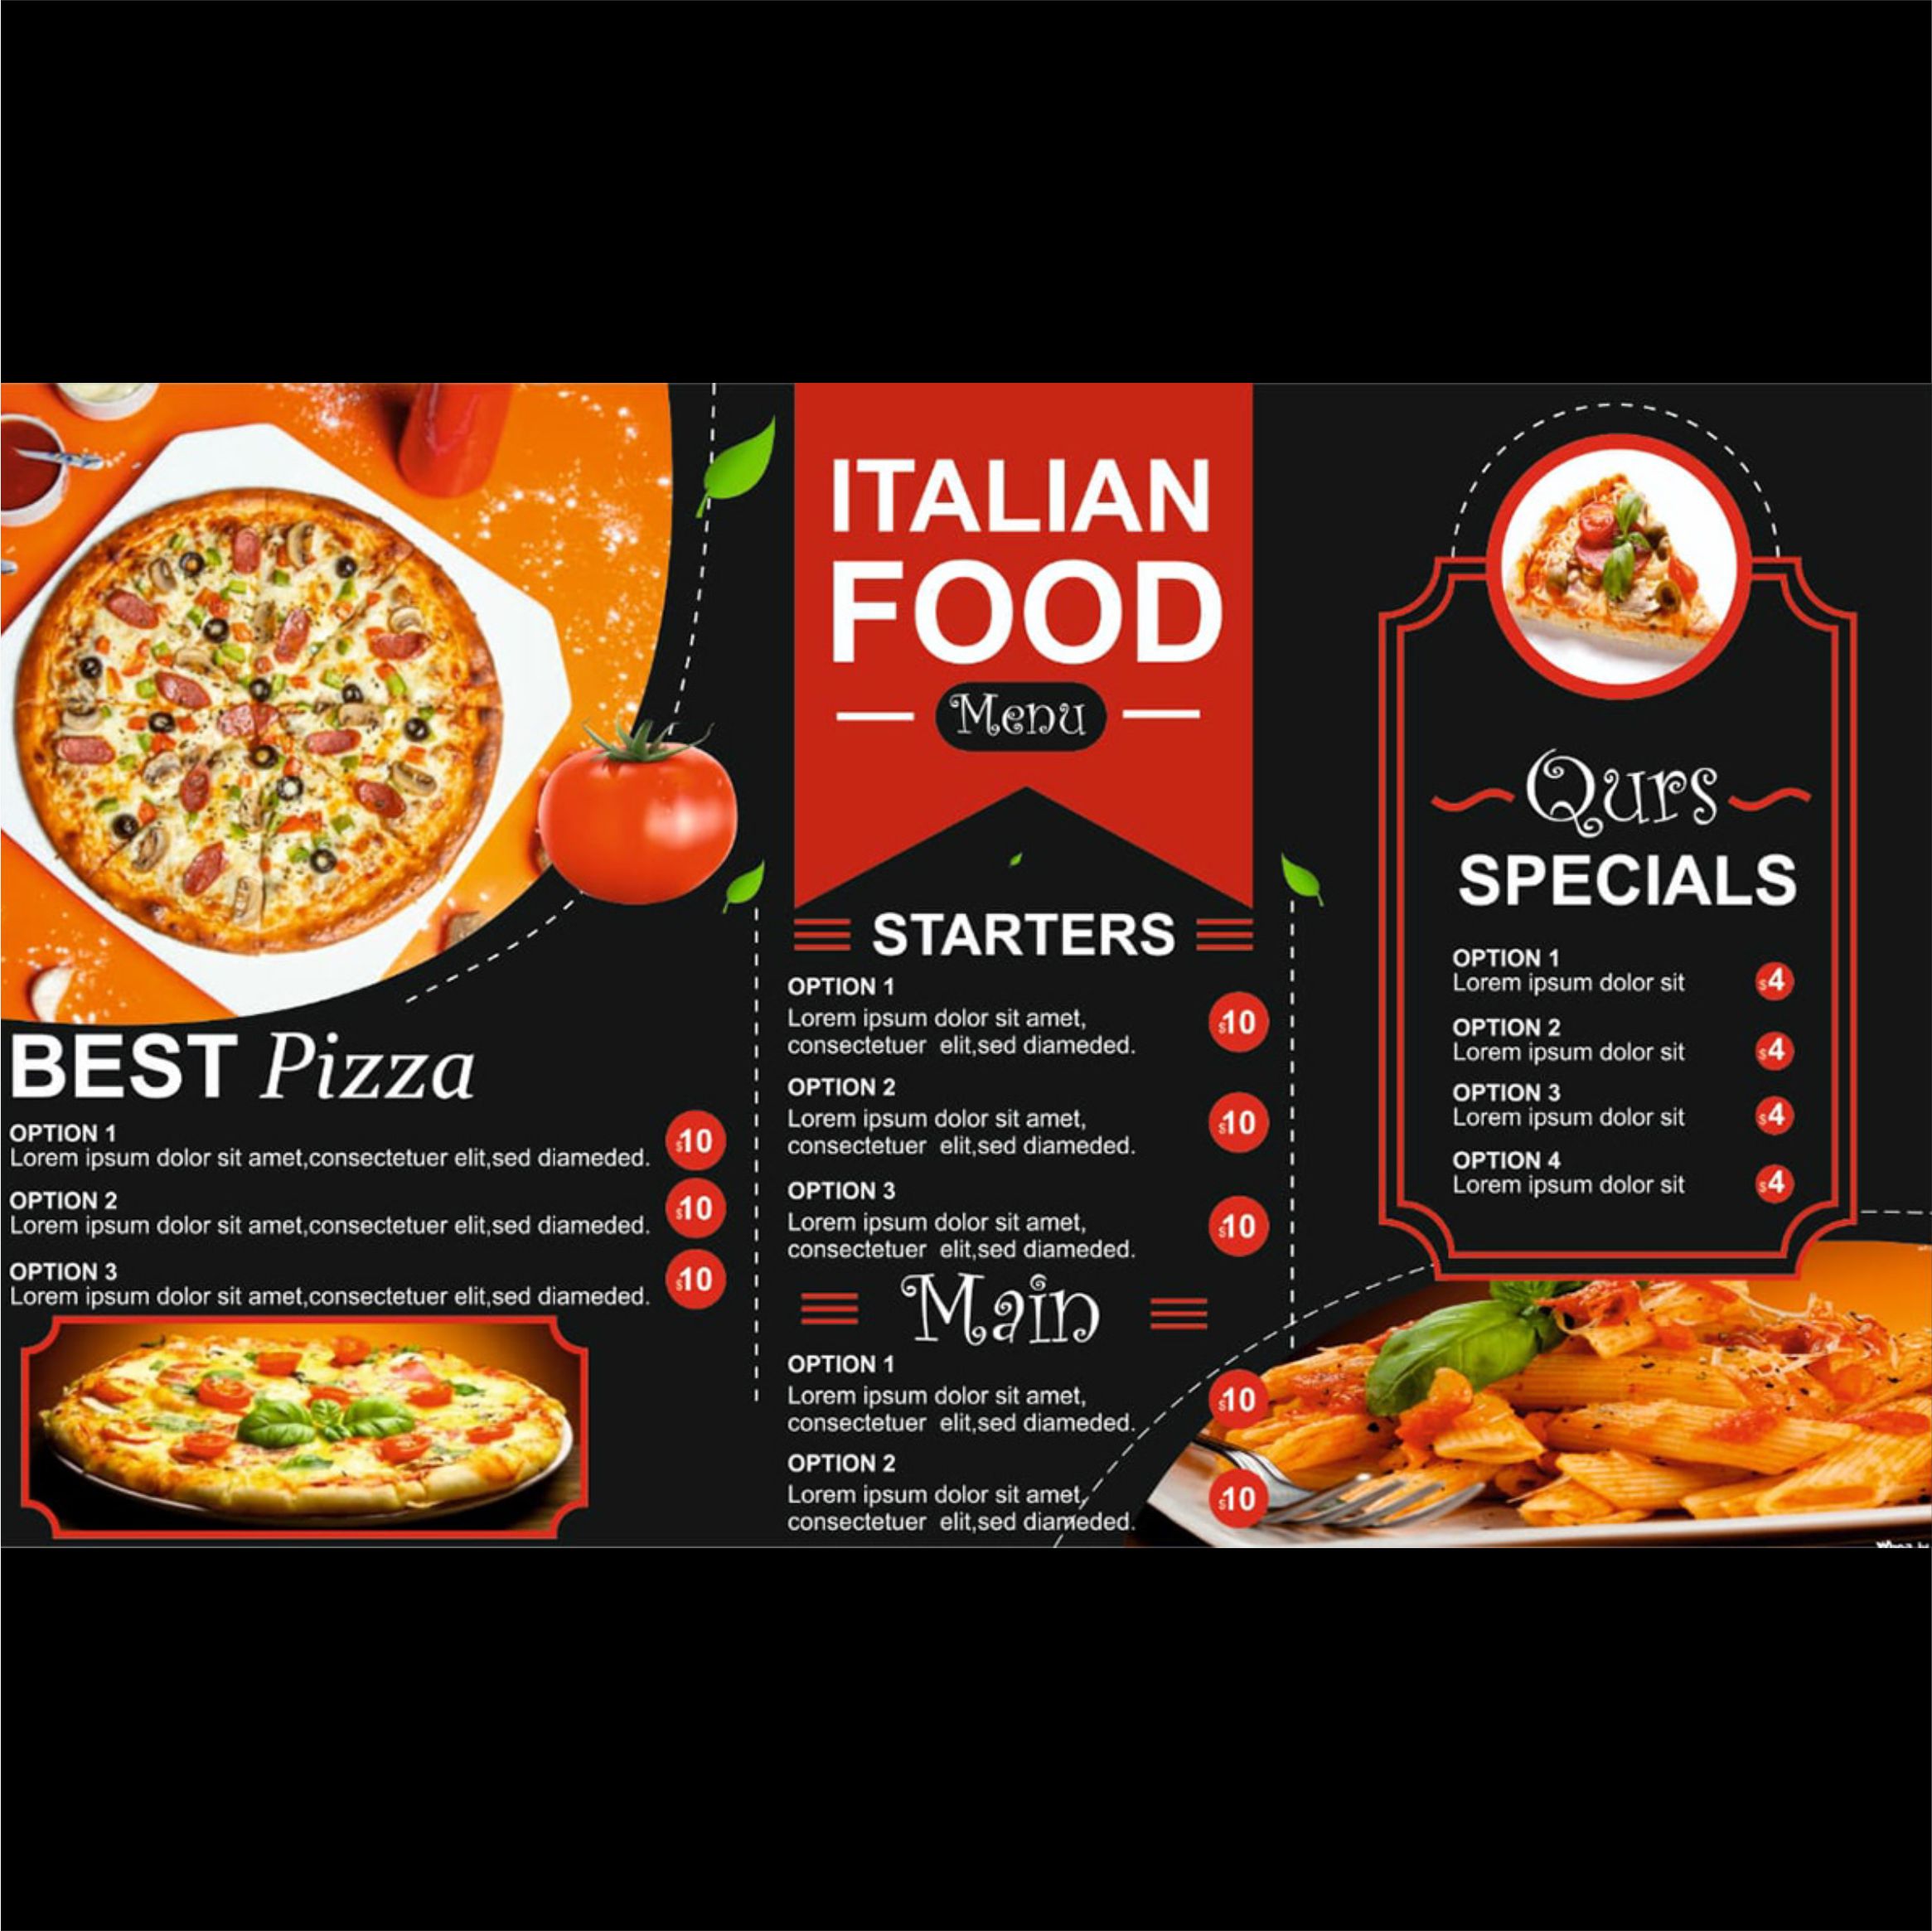 ITALIAN
FOOD
Menu
BEST Pizza
OPTION 1
Lorem ipsum dolor sit amet,consectetuer elit,sed diameded.
$10
OPTION 2
Lorem ipsum dolor sit amet,consectetuer elit,sed diameded.
$10
OPTION 3
Lorem ipsum dolor sit amet,consectetuer elit,sed diameded.
$10
STARTERS
OPTION 1
Lorem ipsum dolor sit amet,
consectetuer elit,sed diameded.
$10
OPTION 2
Lorem ipsum dolor sit amet,
consectetuer elit,sed diameded.
$10
OPTION 3
Lorem ipsum dolor sit amet,
consectetuer elit,sed diameded.
$10
Main
OPTION 1
Lorem ipsum dolor sit amet,
consectetuer elit,sed diameded.
$10
OPTION 2
Lorem ipsum dolor sit amet,
consectetuer elit,sed diameded.
$10
Qurs
SPECIALS
OPTION 1
Lorem ipsum dolor sit
$4
OPTION 2
Lorem ipsum dolor sit
$4
OPTION 3
Lorem ipsum dolor sit
$4
OPTION 4
Lorem ipsum dolor sit
$4